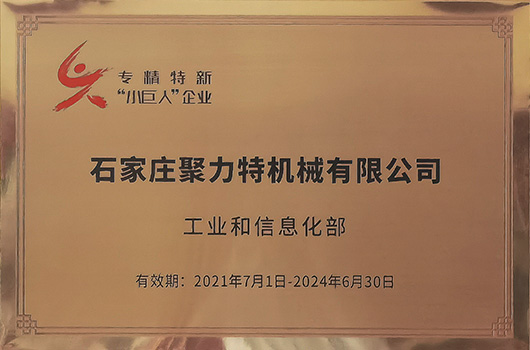 专精特新
“小巨人”企业
石家庄聚力特机械有限公司
工业和信息化部
有效期：2021年7月1日-2024年6月30日